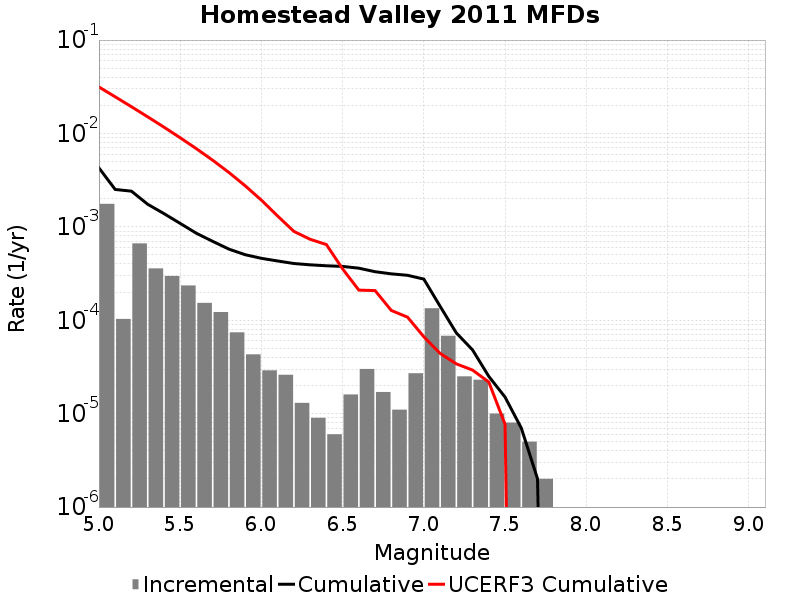 Homestead Valley 2011 MFDs
10-1
10-2
10-3
10-4
10-5
10-6
Rate (1/yr)
5.0 5.5 6.0 6.5 7.0 7.5 8.0 8.5 9.0
Magnitude
Incremental Cumulative UCERF3 Cumulative